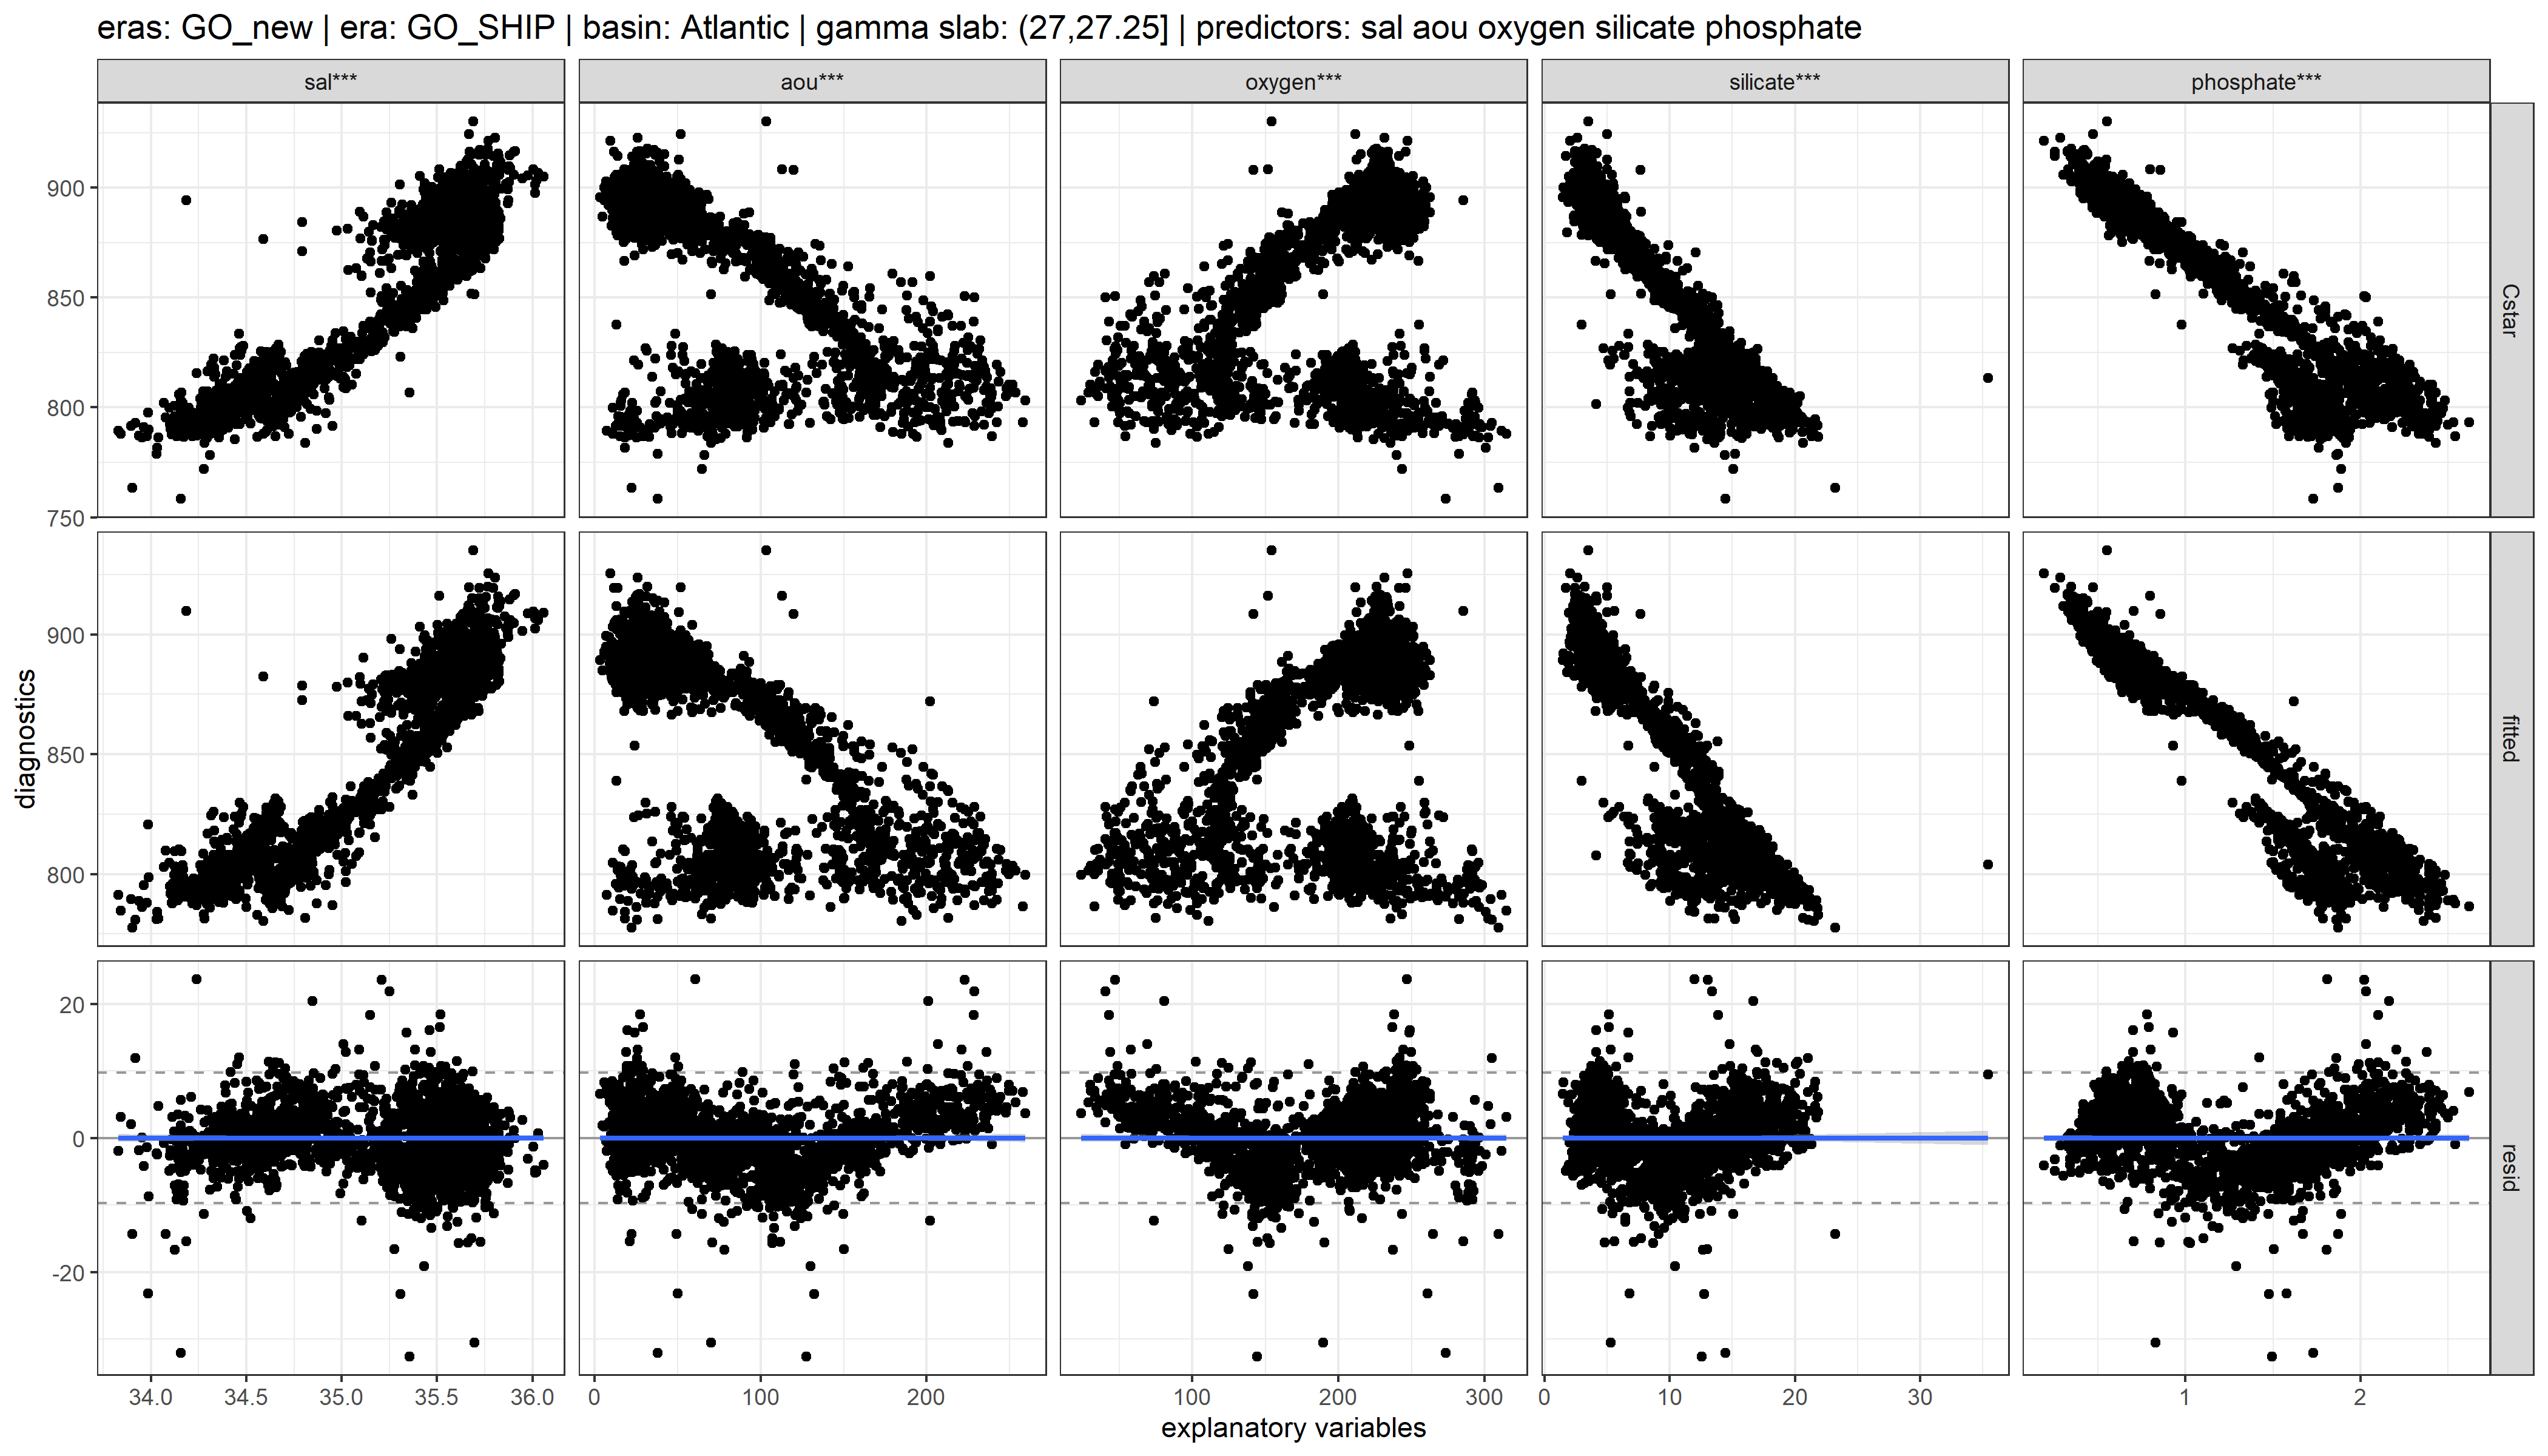 eras: GO_new | era: GO_SHIP | basin: Atlantic | gamma slab: (27,27.25] | predictors: sal aou oxygen silicate phosphate
sal*** aou*** oxygen*** silicate*** phosphate***
900
850
800
750
Cstar
900
850
800
fitted
diagnostics
20
0
-20
resid
34.0 34.5 35.0 35.5 36.0 0 100 200 100 200 300 0 10 20 30 1 2
explanatory variables